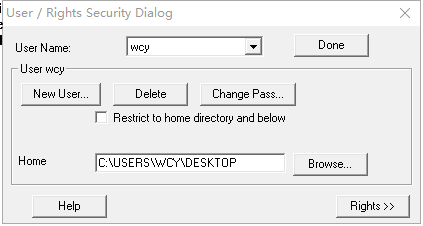 User / Rights Security Dialog
User Name: wcy Done
User wcy
New User... Delete Change Pass...
Restrict to home directory and below
Home C:\USERS\WCY\DESKTOP Browse...
Help Rights >>